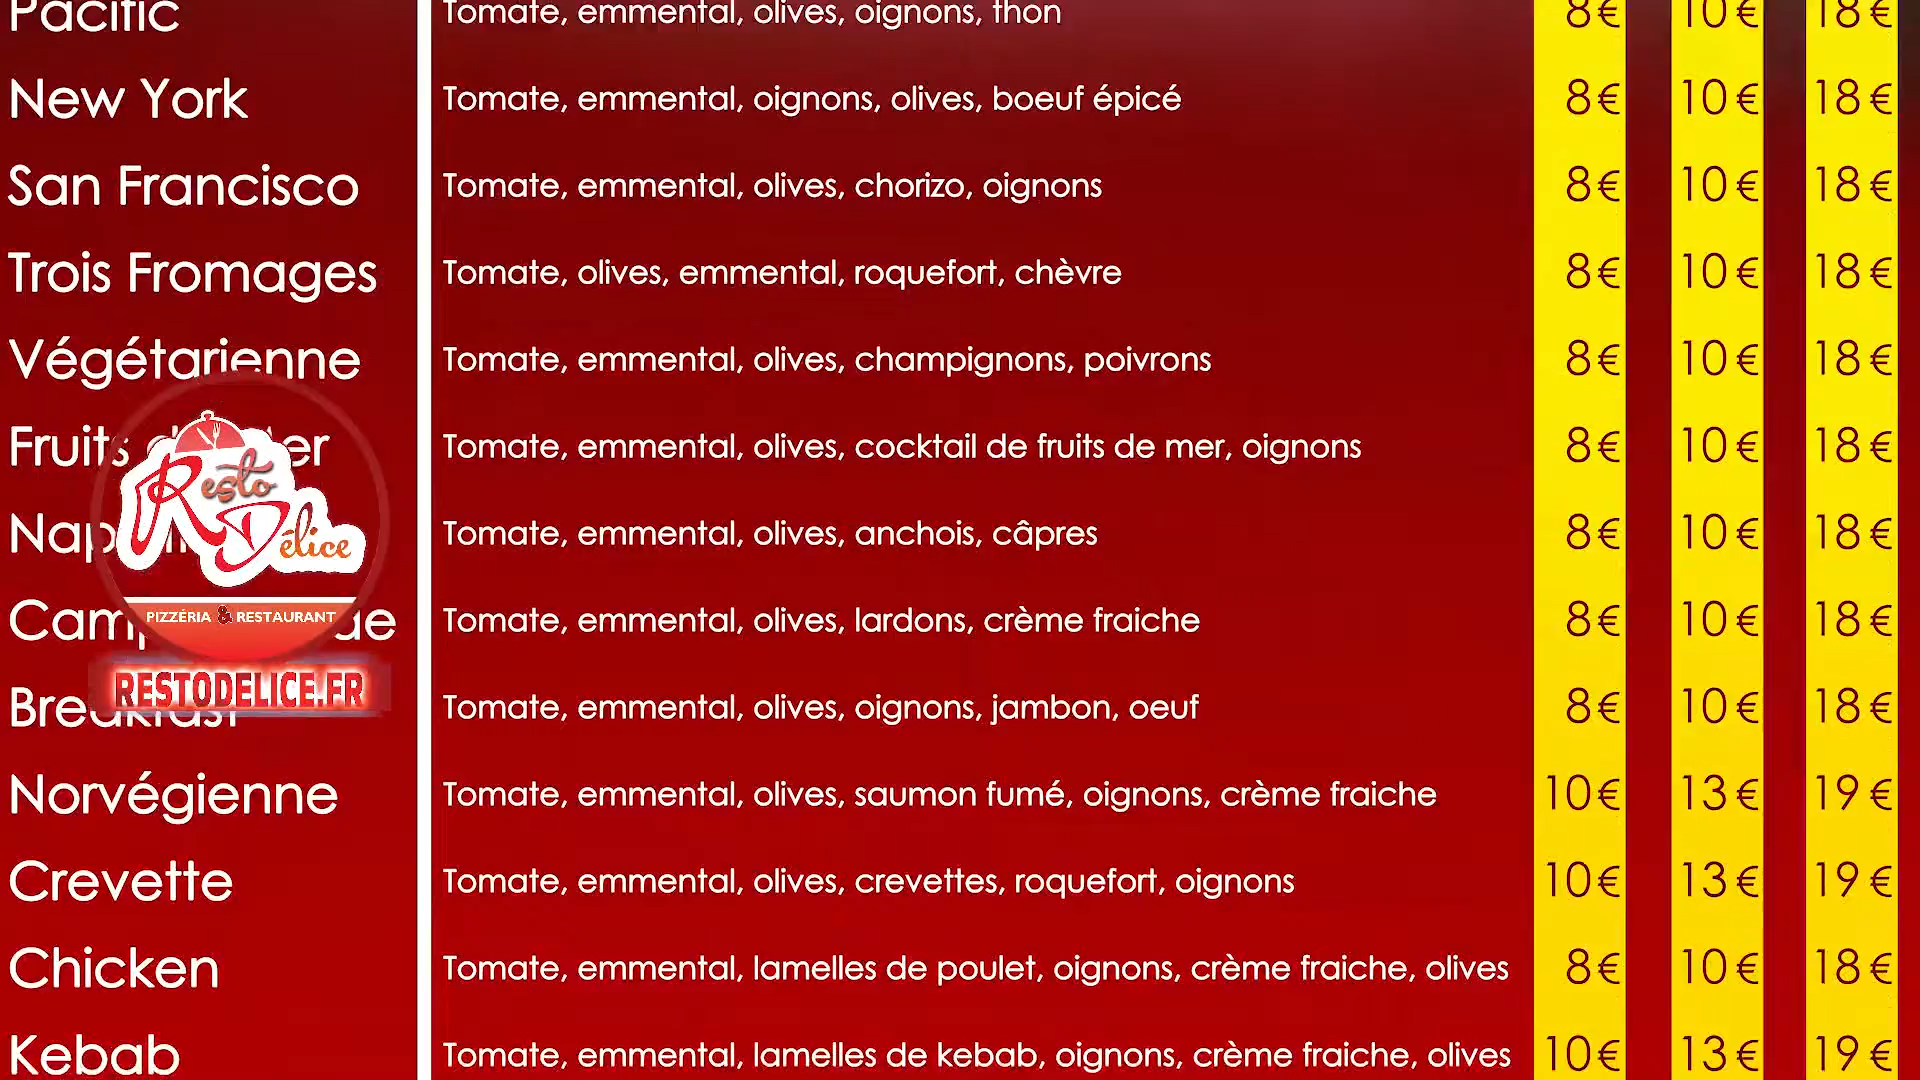 Pacific Tomate, emmental, olives, oignons, thon 8€ 10€ 18€
New York Tomate, emmental, oignons, olives, boeuf épicé 8€ 10€ 18€
San Francisco Tomate, emmental, olives, chorizo, oignons 8€ 10€ 18€
Trois Fromages Tomate, olives, emmental, roquefort, chèvre 8€ 10€ 18€
Végétarienne Tomate, emmental, olives, champignons, poivrons 8€ 10€ 18€
Fruits Tomate, emmental, olives, cocktail de fruits de mer, oignons 8€ 10€ 18€
Tomate, emmental, olives, anchois, câpres 8€ 10€ 18€
Tomate, emmental, olives, lardons, crème fraiche 8€ 10€ 18€
Breakfast Tomate, emmental, olives, oignons, jambon, oeuf 8€ 10€ 18€
Norvégienne Tomate, emmental, olives, saumon fumé, oignons, crème fraiche 10€ 13€ 19€
Crevette Tomate, emmental, olives, crevettes, roquefort, oignons 10€ 13€ 19€
Chicken Tomate, emmental, lamelles de poulet, oignons, crème fraiche, olives 8€ 10€ 18€
Kebab Tomate, emmental, lamelles de kebab, oignons, crème fraiche, olives 10€ 13€ 19€
Resto
Délice
PIZZÉRIA & RESTAURANT
RESTODELICE.FR